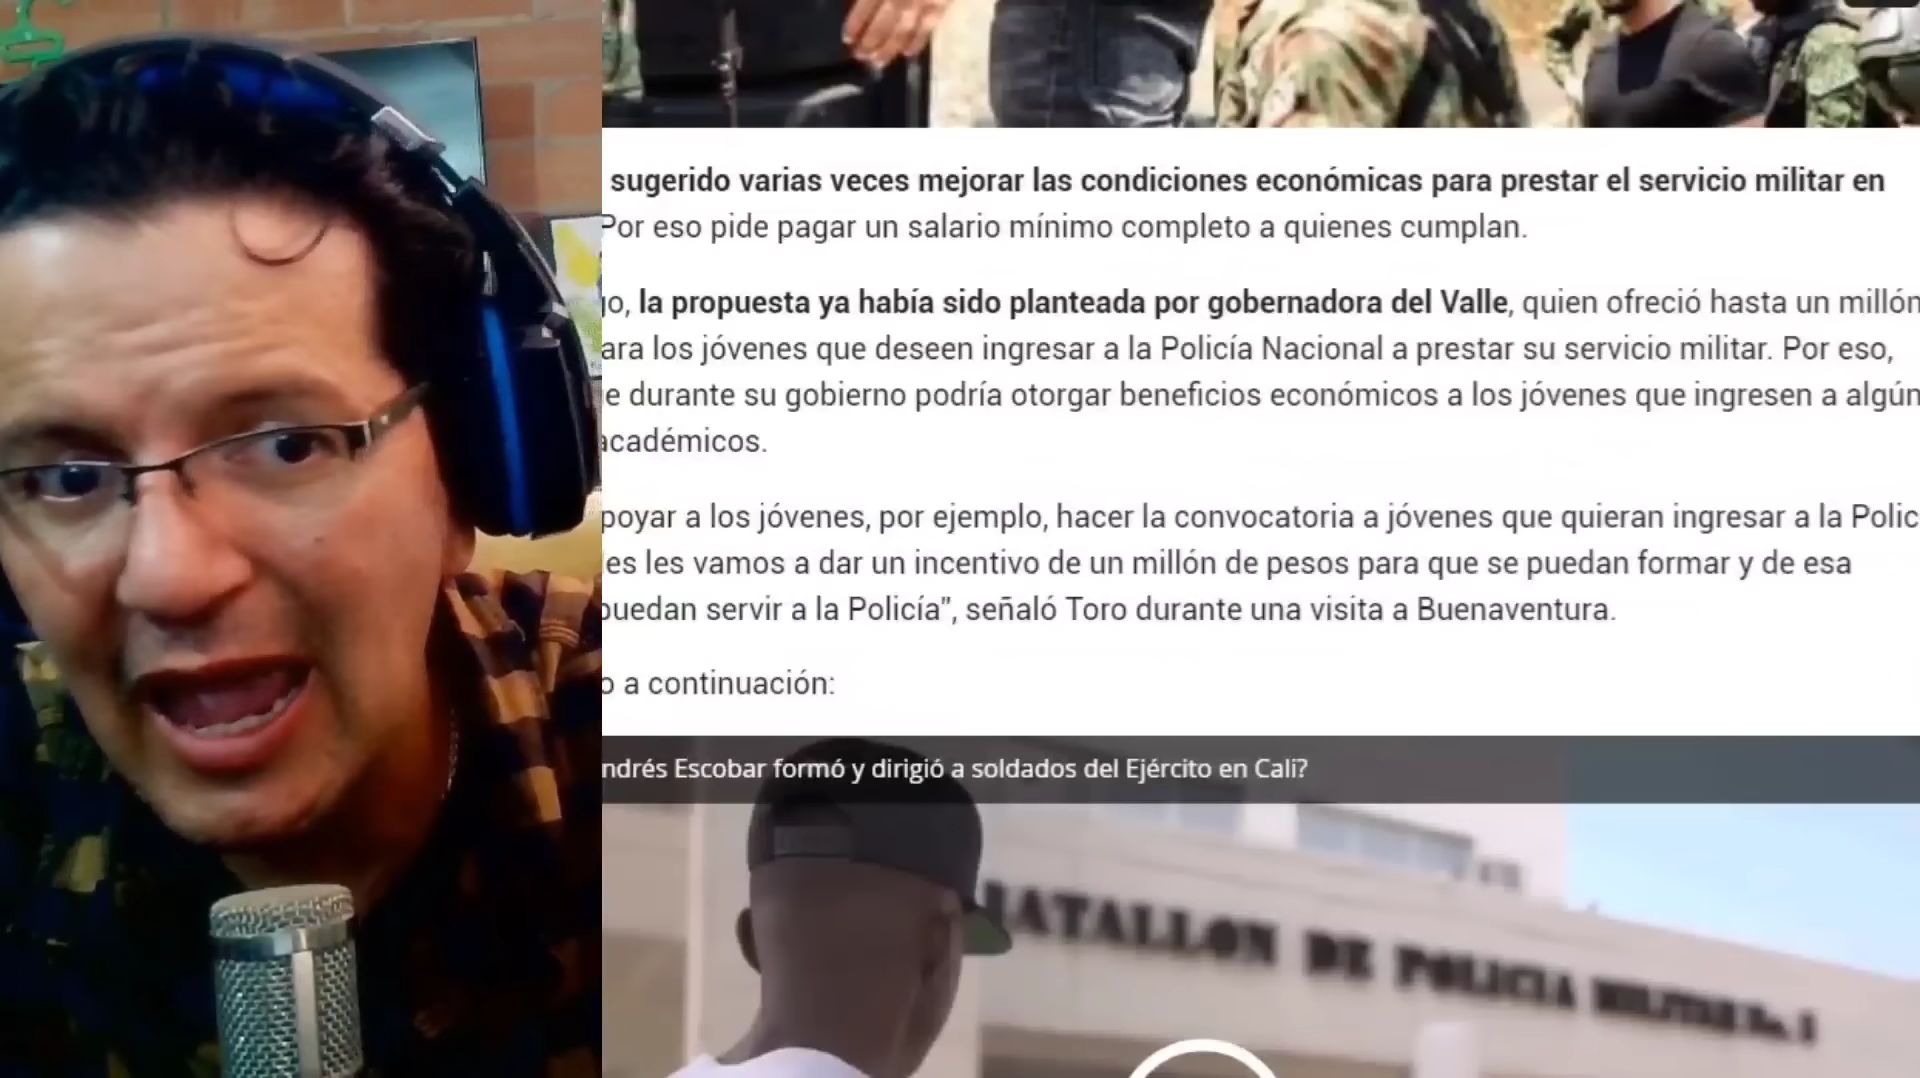 sugerido varias veces mejorar las condiciones económicas para prestar el servicio militar en
Por eso pide pagar un salario mínimo completo a quienes cumplan.
go, la propuesta ya había sido planteada por gobernadora del Valle, quien ofreció hasta un millón
ara los jóvenes que deseen ingresar a la Policía Nacional a prestar su servicio militar. Por eso,
e durante su gobierno podría otorgar beneficios económicos a los jóvenes que ingresen a algún
académicos.
poyar a los jóvenes, por ejemplo, hacer la convocatoria a jóvenes que quieran ingresar a la Polic
es les vamos a dar un incentivo de un millón de pesos para que se puedan formar y de esa
puedan servir a la Policía", señaló Toro durante una visita a Buenaventura.
o a continuación:
ndrés Escobar formó y dirigió a soldados del Ejército en Cali?
BATALLON DE POLICIA MILITAR No. 3